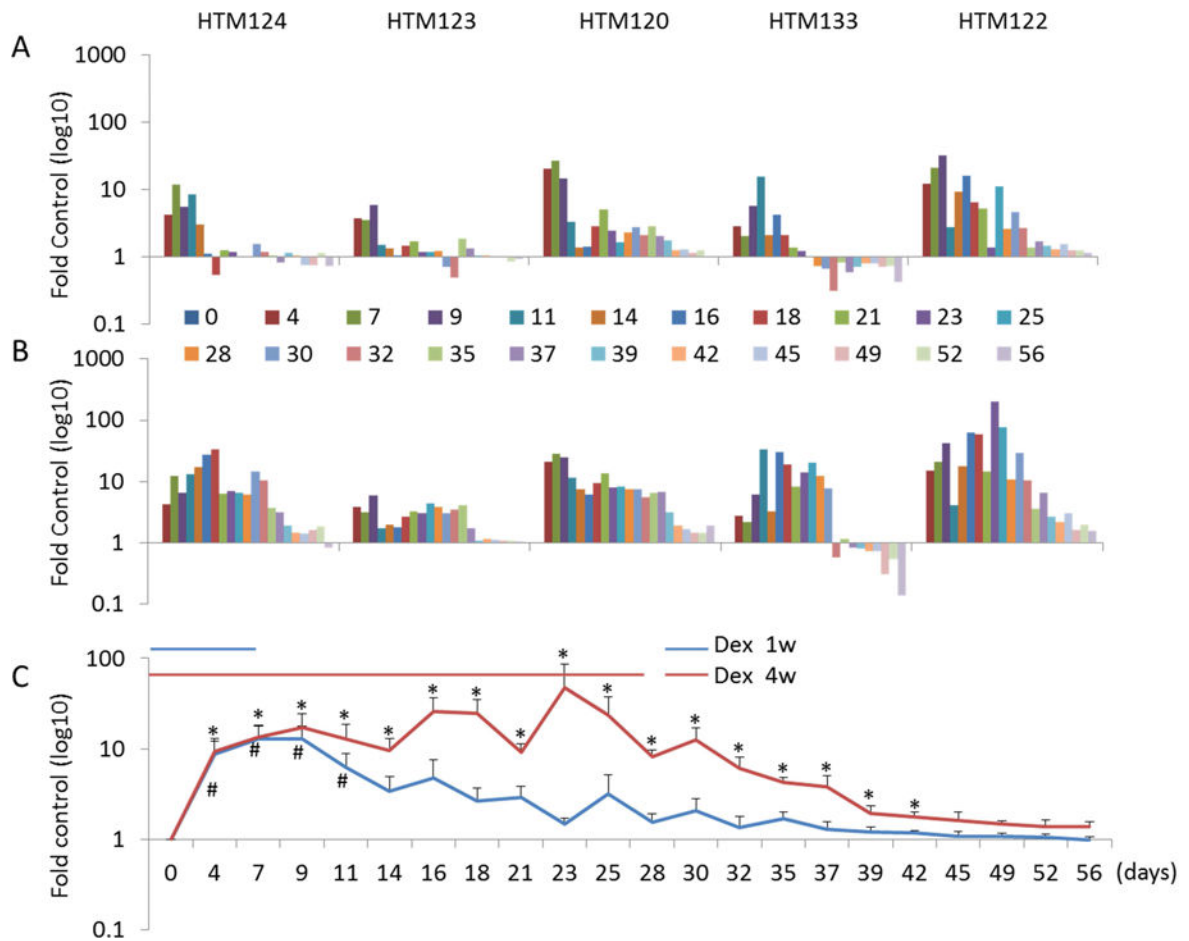 HTM124 HTM123 HTM120 HTM133 HTM122
A
Fold Control (log10)
1000
100
10
1
0.1
0 4 7 9 11 14 16 18 21 23 25
28 30 32 35 37 39 42 45 49 52 56
B
Fold Control (log10)
1000
100
10
1
0.1
Dex 1w
Dex 4w
C
Fold control (log10)
100
10
1
0.1
* * * * * * * * * * * * * * * * *
# # # #
0 4 7 9 11 14 16 18 21 23 25 28 30 32 35 37 39 42 45 49 52 56 (days)